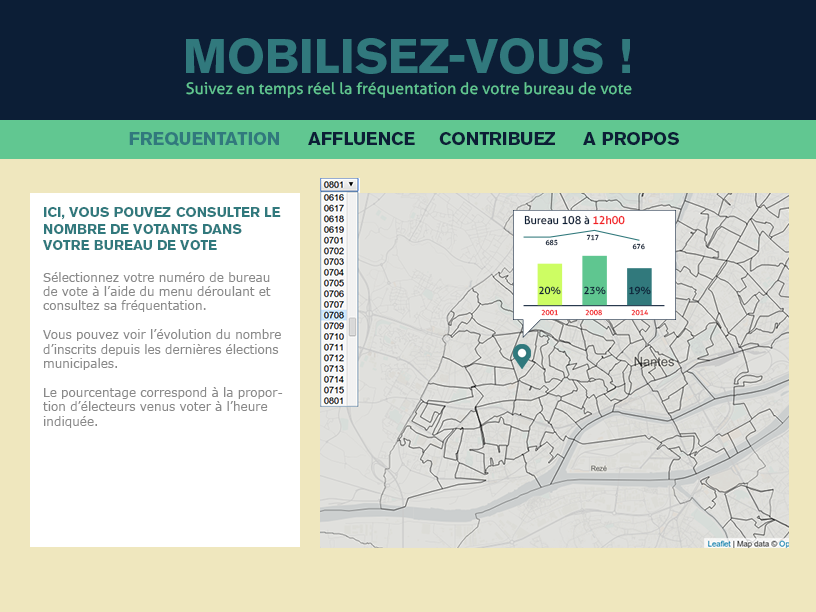 MOBILISEZ-VOUS !
Suivez en temps réel la fréquentation de votre bureau de vote
FREQUENTATION AFFLUENCE CONTRIBUEZ A PROPOS
ICI, VOUS POUVEZ CONSULTER LE
NOMBRE DE VOTANTS DANS
VOTRE BUREAU DE VOTE
Sélectionnez votre numéro de bureau
de vote à l'aide du menu déroulant et
consultez sa fréquentation.
Vous pouvez voir l'évolution du nombre
d'inscrits depuis les dernières élections
municipales.
Le pourcentage correspond à la propor-
tion d'électeurs venus voter à l'heure
indiquée.
0801
0616
0617
0618
0619
0701
0702
0703
0704
0705
0706
0707
0708
0709
0710
0711
0712
0713
0714
0715
0801
Bureau 108 à 12h00
685 717 676
20% 23% 19%
2001 2008 2014
Nantes
Rezé
Leaflet | Map data © Op